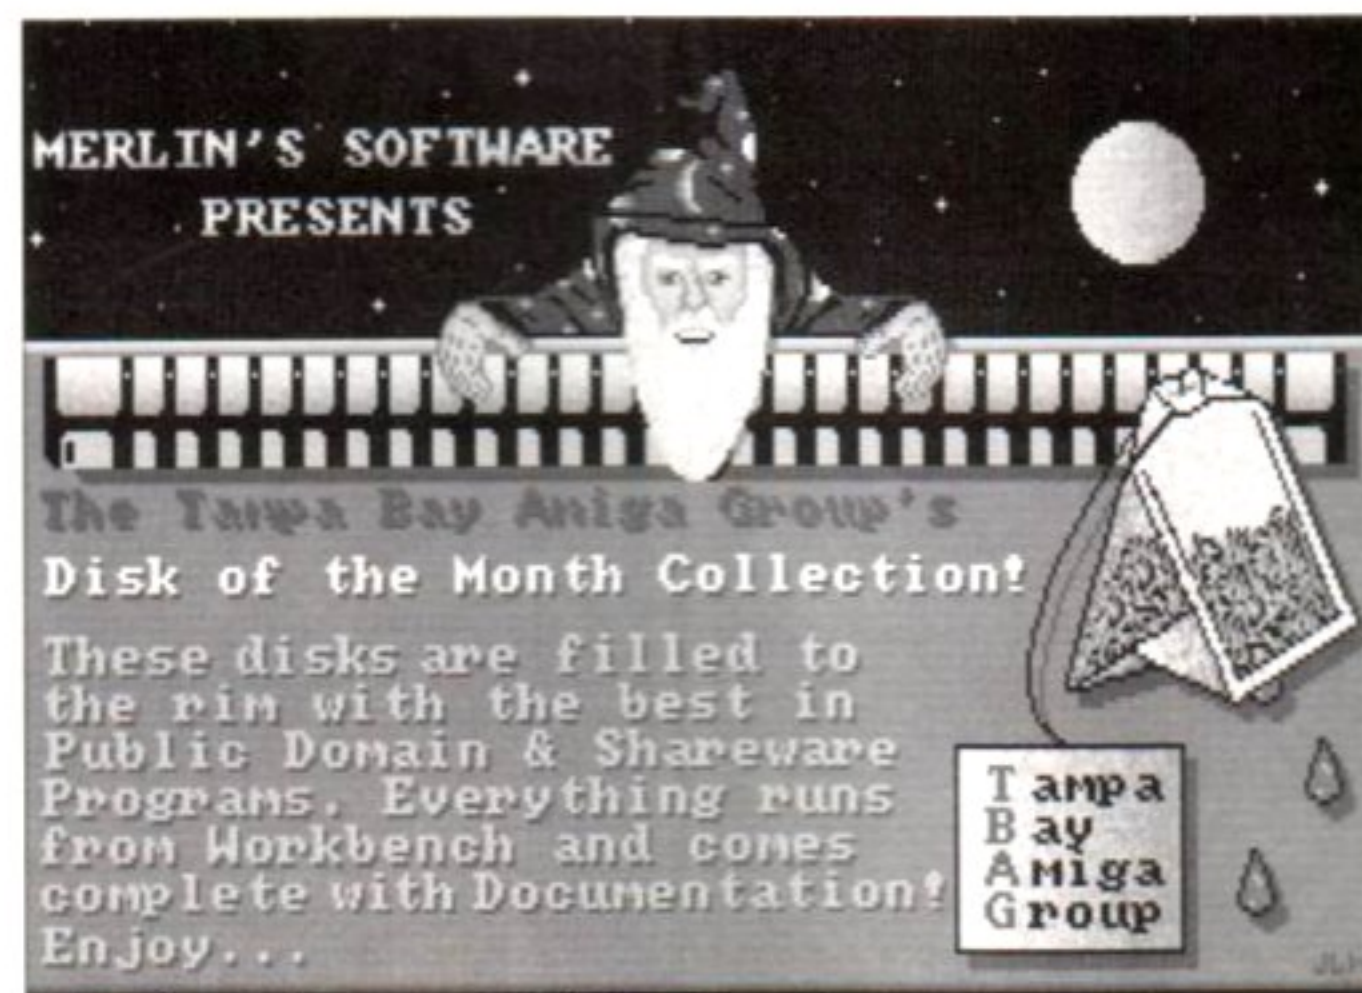 MERLIN'S SOFTWARE
PRESENTS
The Tampa Bay Amiga Group's
Disk of the Month Collection!
These disks are filled to
the rim with the best in
Public Domain & Shareware
Programs. Everything runs
from Workbench and comes
complete with Documentation!
Enjoy...
Tampa
Bay
Amiga
Group